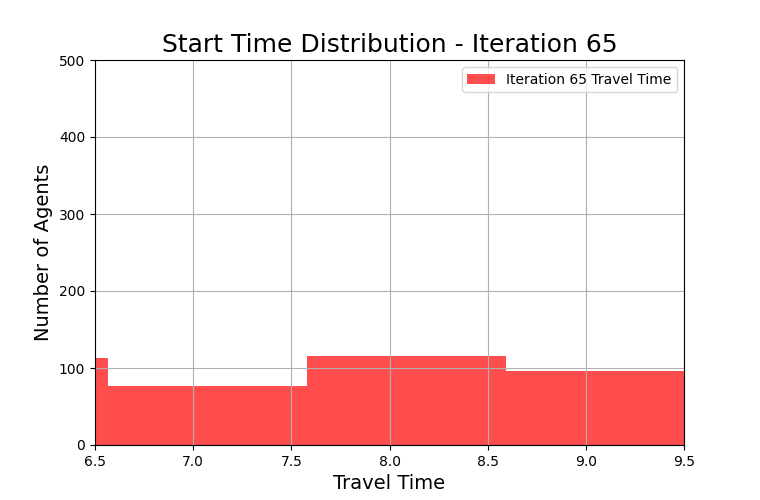 Start Time Distribution - Iteration 65
Iteration 65 Travel Time
Number of Agents
500
400
300
200
100
0
6.5 7.0 7.5 8.0 8.5 9.0 9.5
Travel Time